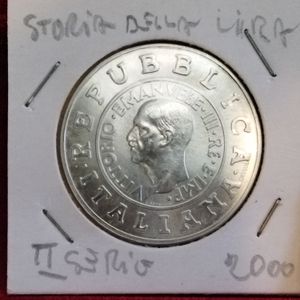 STORIA DELLA LIRA
REPUBBLICA
ITALIANA
VITTORIO·EMANUELE·III·RE·E·IMP·
II SERIE
2000